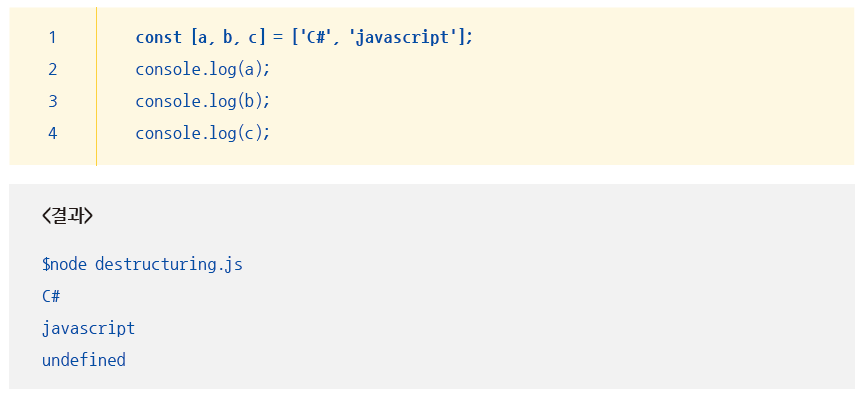 1 const [a, b, c] = ['C#', 'javascript'];
2 console.log(a);
3 console.log(b);
4 console.log(c);
<결과>
$node destructuring.js
C#
javascript
undefined